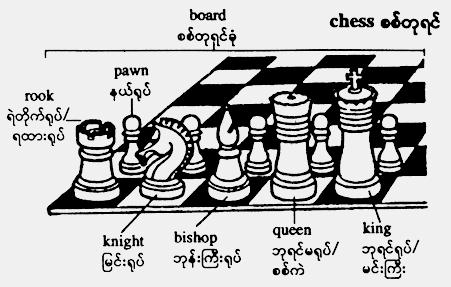 board
စစ်တုရင်ခုံ
chess စစ်တုရင်
rook
ရဲတိုက်ရုပ်/
ရထားရုပ်
pawn
နယ်ရုပ်
knight
မြင်းရုပ်
bishop
ဘုန်းကြီးရုပ်
queen
ဘုရင်မရုပ်/
စစ်ကဲ
king
ဘုရင်ရုပ်/
မင်းကြီး